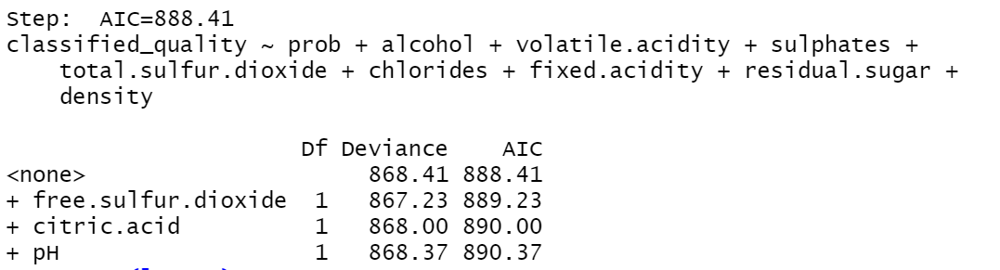 Step:  AIC=888.41
classified_quality ~ prob + alcohol + volatile.acidity + sulphates +
    total.sulfur.dioxide + chlorides + fixed.acidity + residual.sugar +
    density

                      Df Deviance    AIC
<none>                     868.41 888.41
+ free.sulfur.dioxide  1   867.23 889.23
+ citric.acid          1   868.00 890.00
+ pH                   1   868.37 890.37